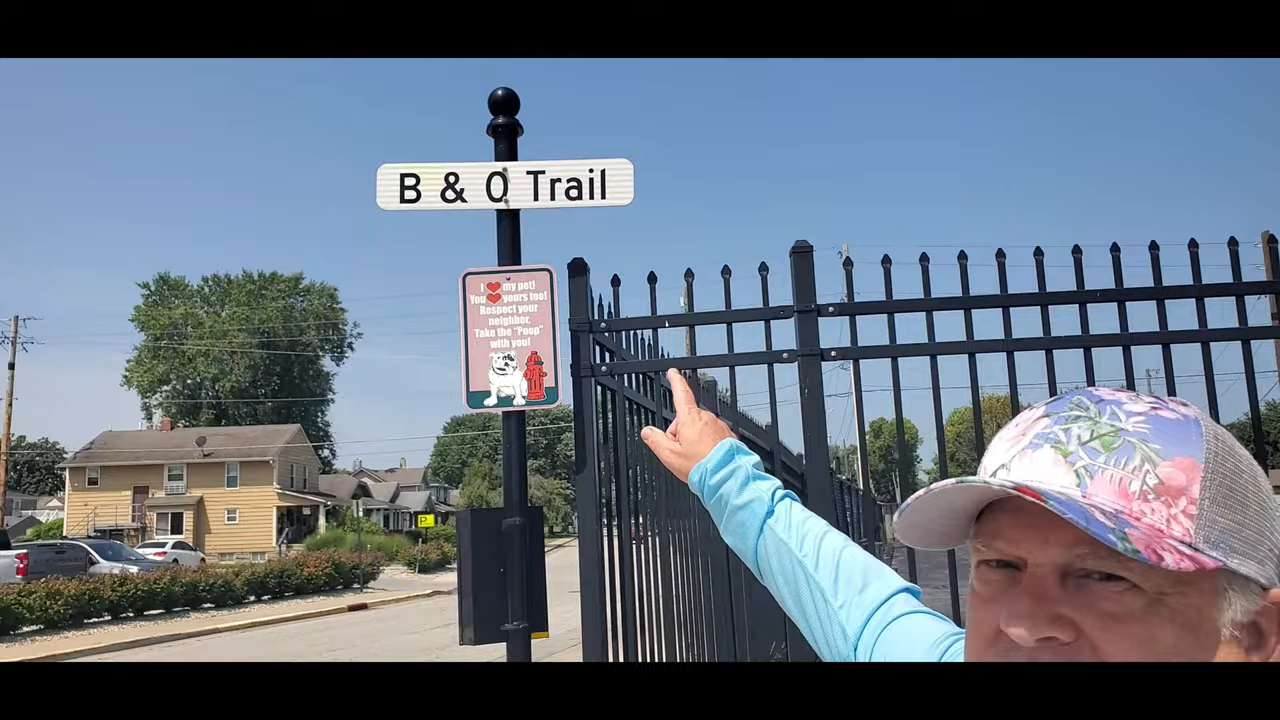 B & O Trail
I ❤ my pet!
You ❤ yours too!
Respect your
neighbor,
Take the "Poop"
with you!
P